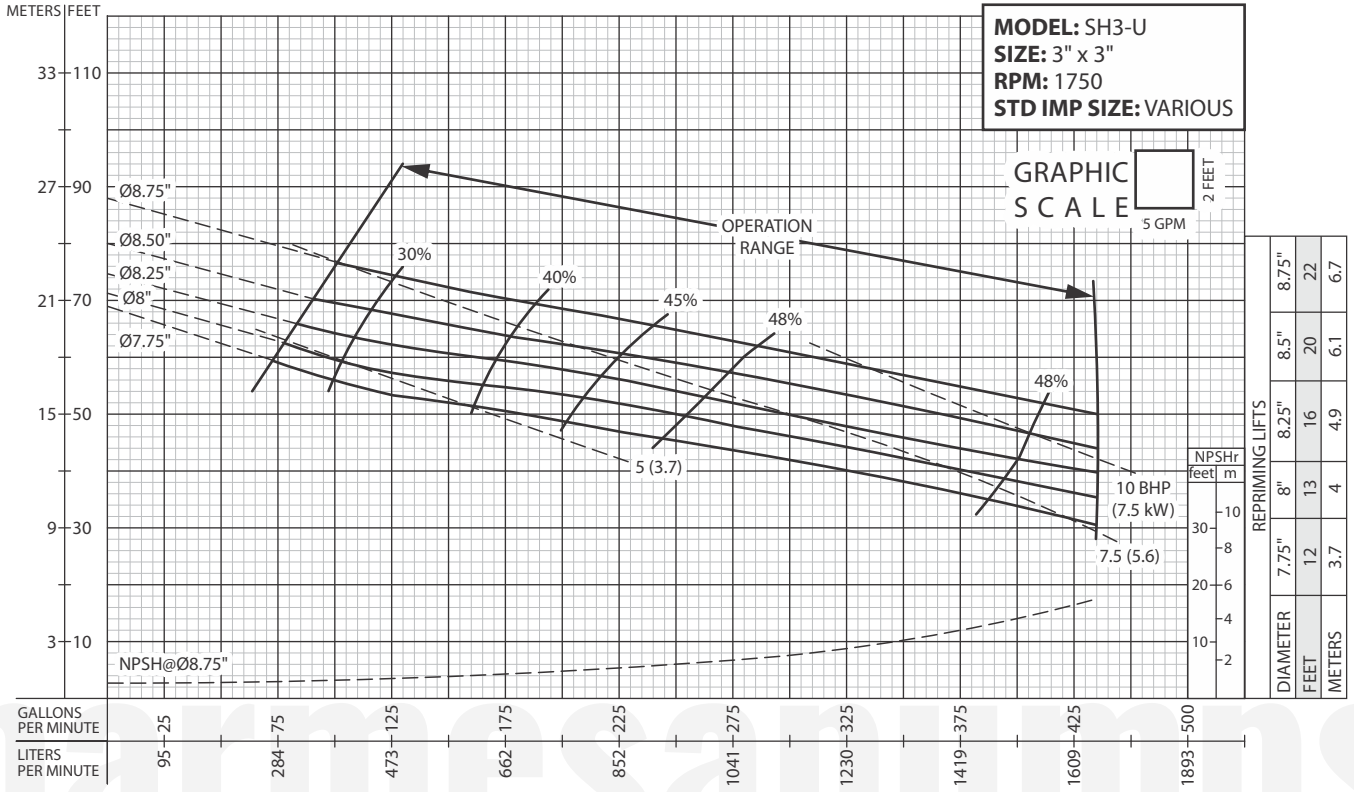 METERS FEET
33 110
27 90
21 70
15 50
9 30
3 10
MODEL: SH3-U
SIZE: 3" x 3"
RPM: 1750
STD IMP SIZE: VARIOUS
GRAPHIC
SCALE
2 FEET
5 GPM
Ø8.75"
Ø8.50"
Ø8.25"
Ø8"
Ø7.75"
OPERATION
RANGE
30%
40%
45%
48%
48%
5 (3.7)
10 BHP
(7.5 kW)
7.5 (5.6)
NPSH@Ø8.75"
NPSHr
feet m
10
30
8
20 6
4
10
2
REPRIMING LIFTS
DIAMETER 7.75" 8" 8.25" 8.5" 8.75"
FEET 12 13 16 20 22
METERS 3.7 4 4.9 6.1 6.7
GALLONS
PER MINUTE
25 75 125 175 225 275 325 375 425 500
LITERS
PER MINUTE
95 284 473 662 852 1041 1230 1419 1609 1893